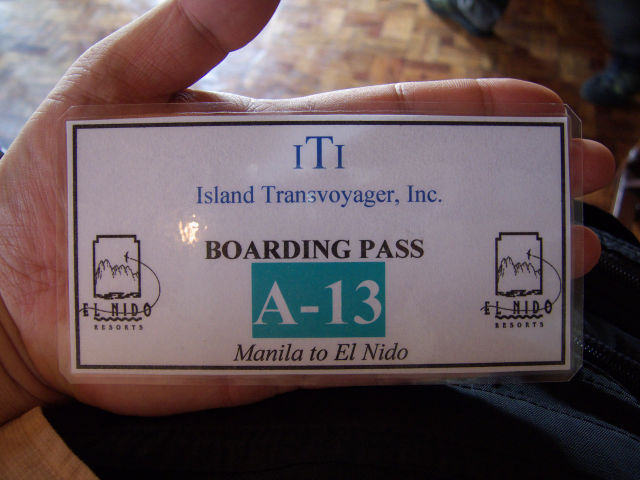 ITI
Island Transvoyager, Inc.
BOARDING PASS
A-13
Manila to El Nido
EL NIDO
RESORTS
EL NIDO
RESORTS